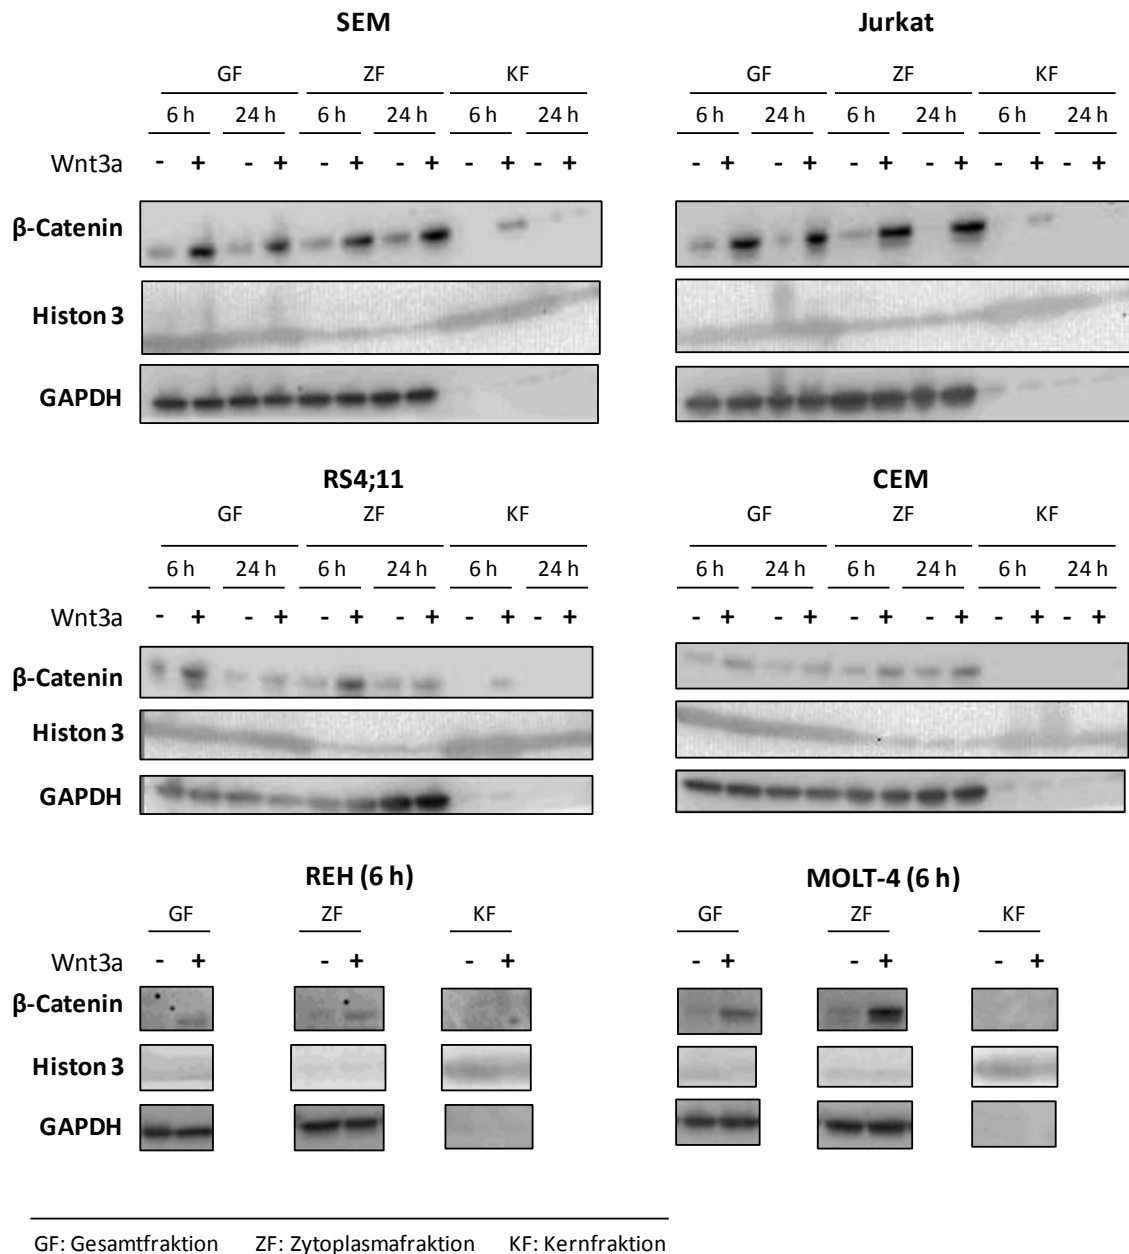 SEM Jurkat
GF ZF KF GF ZF KF
6 h 24 h 6 h 24 h 6 h 24 h 6 h 24 h 6 h 24 h 6 h 24 h
Wnt3a - + - + - + - + - + - + - + - + - + - + - + - +
β-Catenin
Histon 3
GAPDH
RS4;11 CEM
GF ZF KF GF ZF KF
6 h 24 h 6 h 24 h 6 h 24 h 6 h 24 h 6 h 24 h 6 h 24 h
Wnt3a - + - + - + - + - + - + - + - + - + - + - + - +
β-Catenin
Histon 3
GAPDH
REH (6 h) MOLT-4 (6 h)
GF ZF KF GF ZF KF
Wnt3a - + - + - + - + - + - +
β-Catenin
Histon 3
GAPDH
GF: Gesamtfraktion ZF: Zytoplasmafraktion KF: Kernfraktion